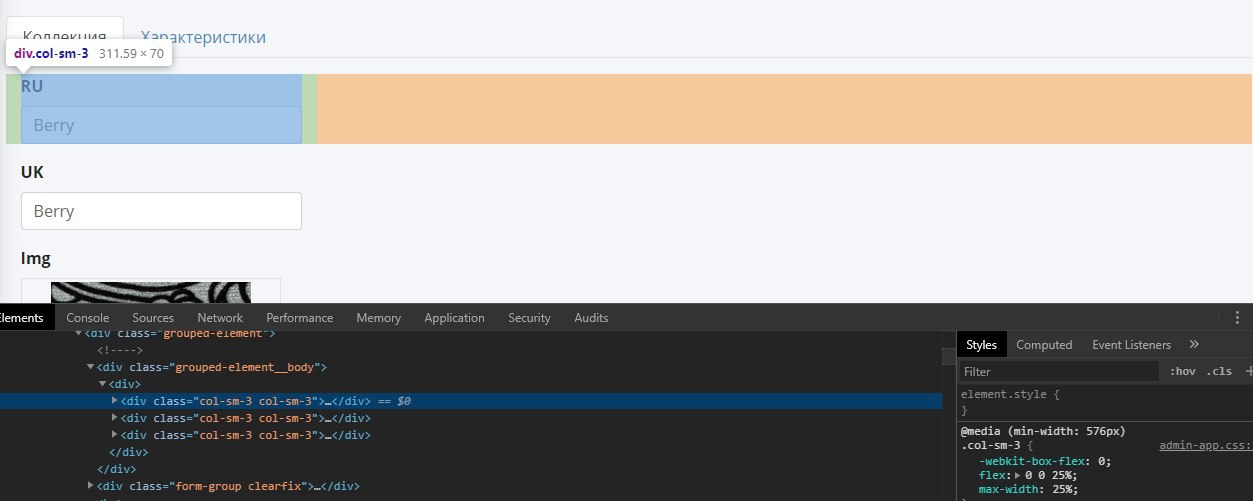 Коллекция Характеристики
div.col-sm-3 311.59 × 70
RU
Berry
UK
Berry
Img
Elements Console Sources Network Performance Memory Application Security Audits
▼<div class="grouped-element">
<!---->
▼<div class="grouped-element__body">
▼<div>
▶<div class="col-sm-3 col-sm-3">…</div> == $0
▶<div class="col-sm-3 col-sm-3">…</div>
▶<div class="col-sm-3 col-sm-3">…</div>
</div>
</div>
▶<div class="form-group clearfix">…</div>
Styles Computed Event Listeners »
Filter :hov .cls +
element.style {
}
@media (min-width: 576px)
.col-sm-3 { admin-app.css:
-webkit-box-flex: 0;
flex:▶ 0 0 25%;
max-width: 25%;